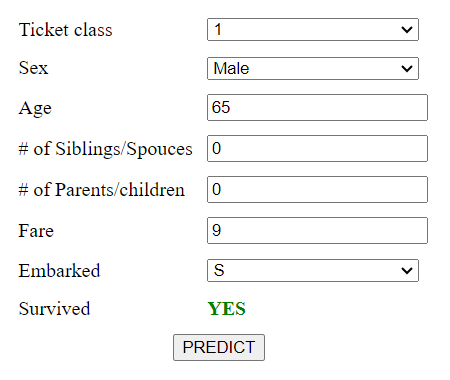 Ticket class 1
Sex Male
Age 65
# of Siblings/Spouces 0
# of Parents/children 0
Fare 9
Embarked S
Survived YES
PREDICT